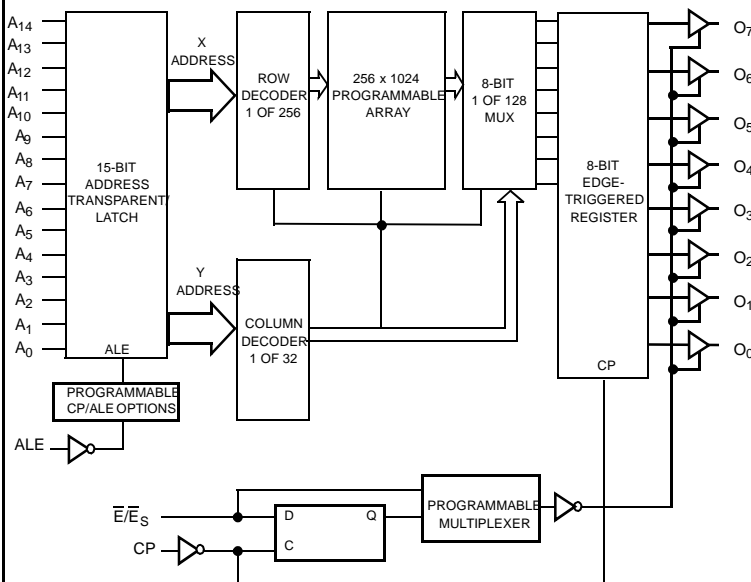 A14
A13
A12
A11
A10
A9
A8
A7
A6
A5
A4
A3
A2
A1
A0
15-BIT
ADDRESS
TRANSPARENT/
LATCH
ALE
X
ADDRESS
Y
ADDRESS
ROW
DECODER
1 OF 256
256 x 1024
PROGRAMMABLE
ARRAY
8-BIT
1 OF 128
MUX
COLUMN
DECODER
1 OF 32
8-BIT
EDGE-
TRIGGERED
REGISTER
CP
O7
O6
O5
O4
O3
O2
O1
O0
PROGRAMMABLE
CP/ALE OPTIONS
ALE
E̅/E̅S
CP
D
Q
C
PROGRAMMABLE
MULTIPLEXER